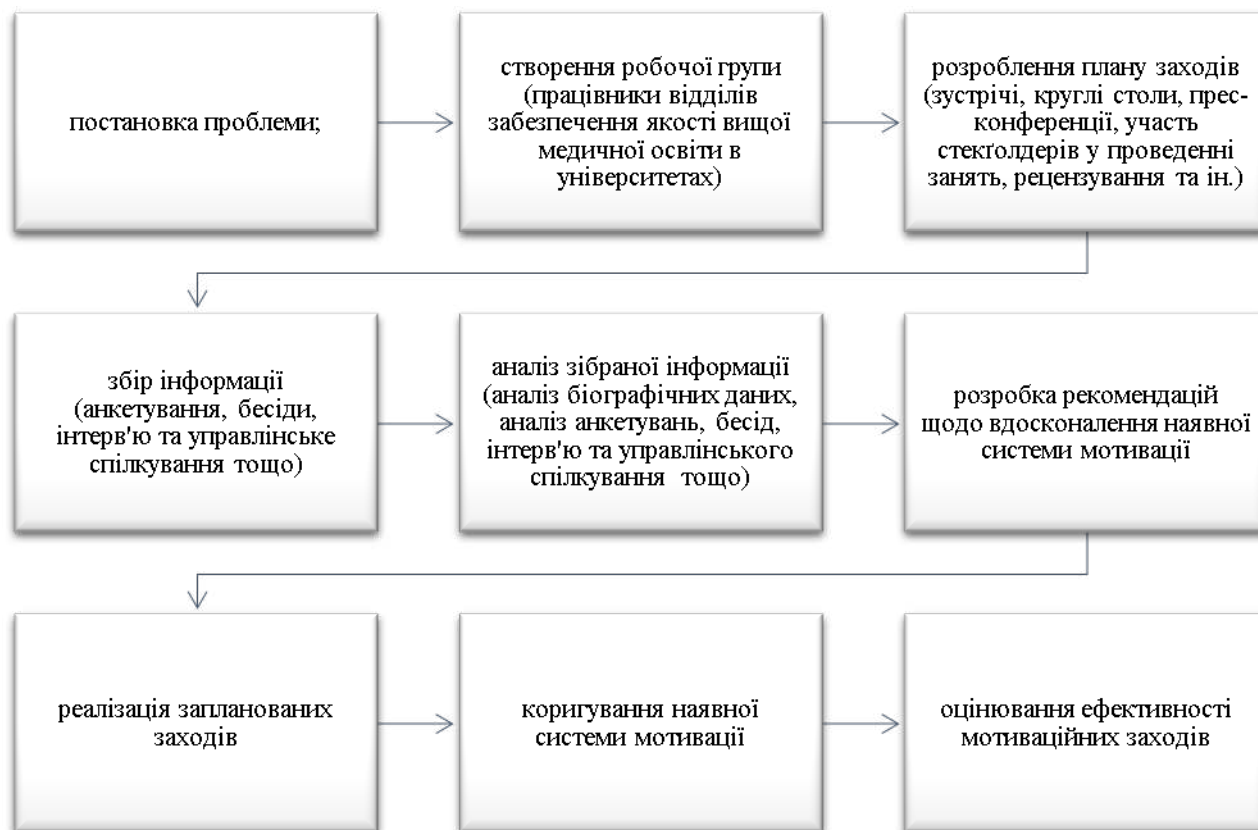 постановка проблеми;
створення робочої групи
(працівники відділів
забезпечення якості вищої
медичної освіти в
університетах)
розроблення плану заходів
(зустрічі, круглі столи, прес-
конференції, участь
стекґолдерів у проведенні
занять, рецензування та ін.)
збір інформації
(анкетування, бесіди,
інтерв'ю та управлінське
спілкування тощо)
аналіз зібраної інформації
(аналіз біографічних даних,
аналіз анкетувань, бесід,
інтерв'ю та управлінського
спілкування тощо)
розробка рекомендацій
щодо вдосконалення наявної
системи мотивації
реалізація запланованих
заходів
коригування наявної
системи мотивації
оцінювання ефективності
мотиваційних заходів